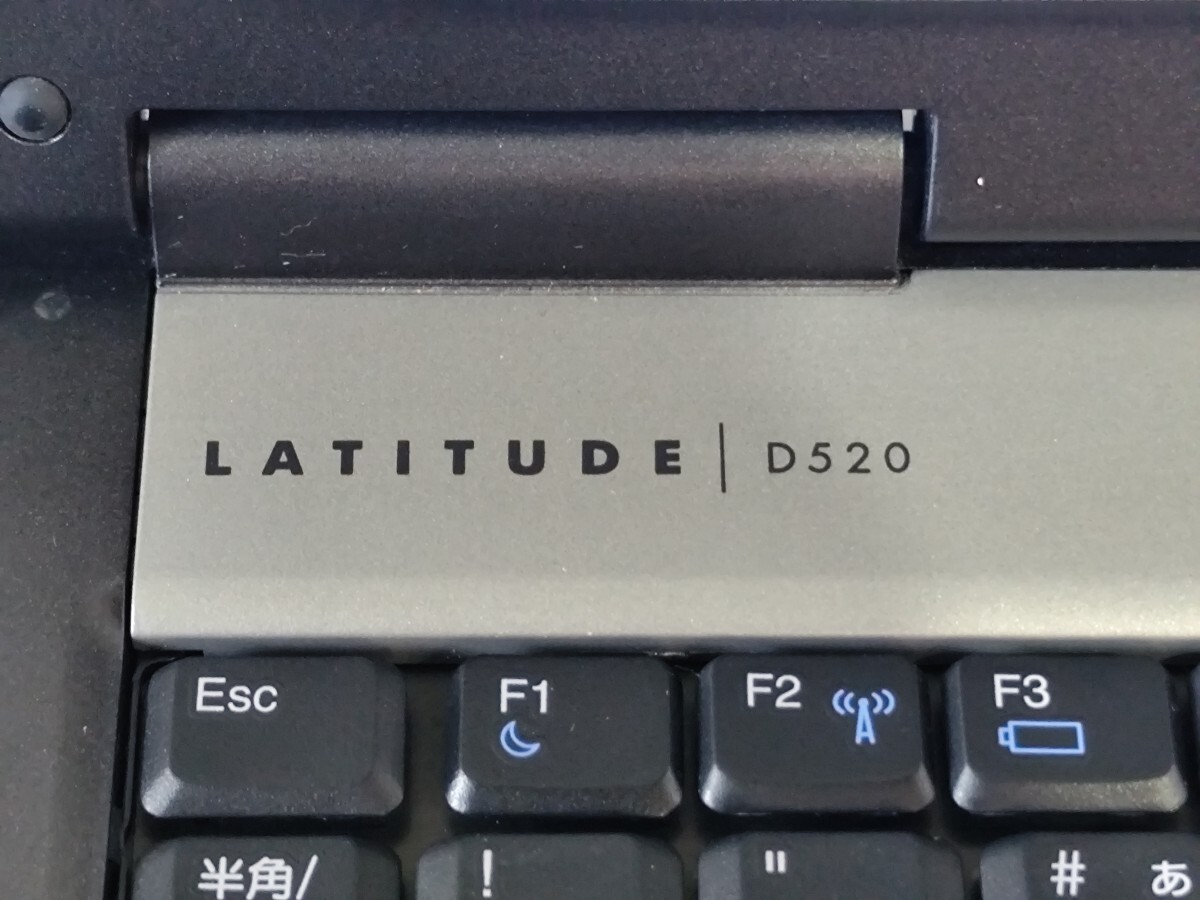 LATITUDE | D520
Esc F1 F2 F3
半角/ ! " # あ